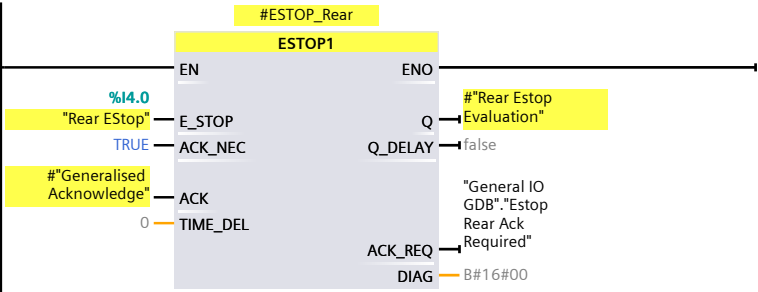 #ESTOP_Rear
ESTOP1
EN ENO
%I4.0
"Rear EStop" E_STOP
#"Rear Estop
Q Evaluation"
TRUE ACK_NEC Q_DELAY false
#"Generalised
Acknowledge" ACK
0 TIME_DEL
"General IO
GDB"."Estop
Rear Ack
ACK_REQ Required"
DIAG B#16#00